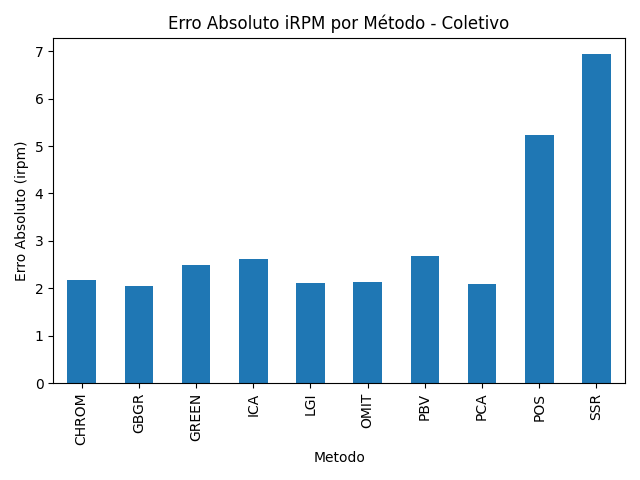 Erro Absoluto iRPM por Método - Coletivo
Erro Absoluto (irpm)
7
6
5
4
3
2
1
0
CHROM
GBGR
GREEN
ICA
LGI
OMIT
PBV
PCA
POS
SSR
Metodo